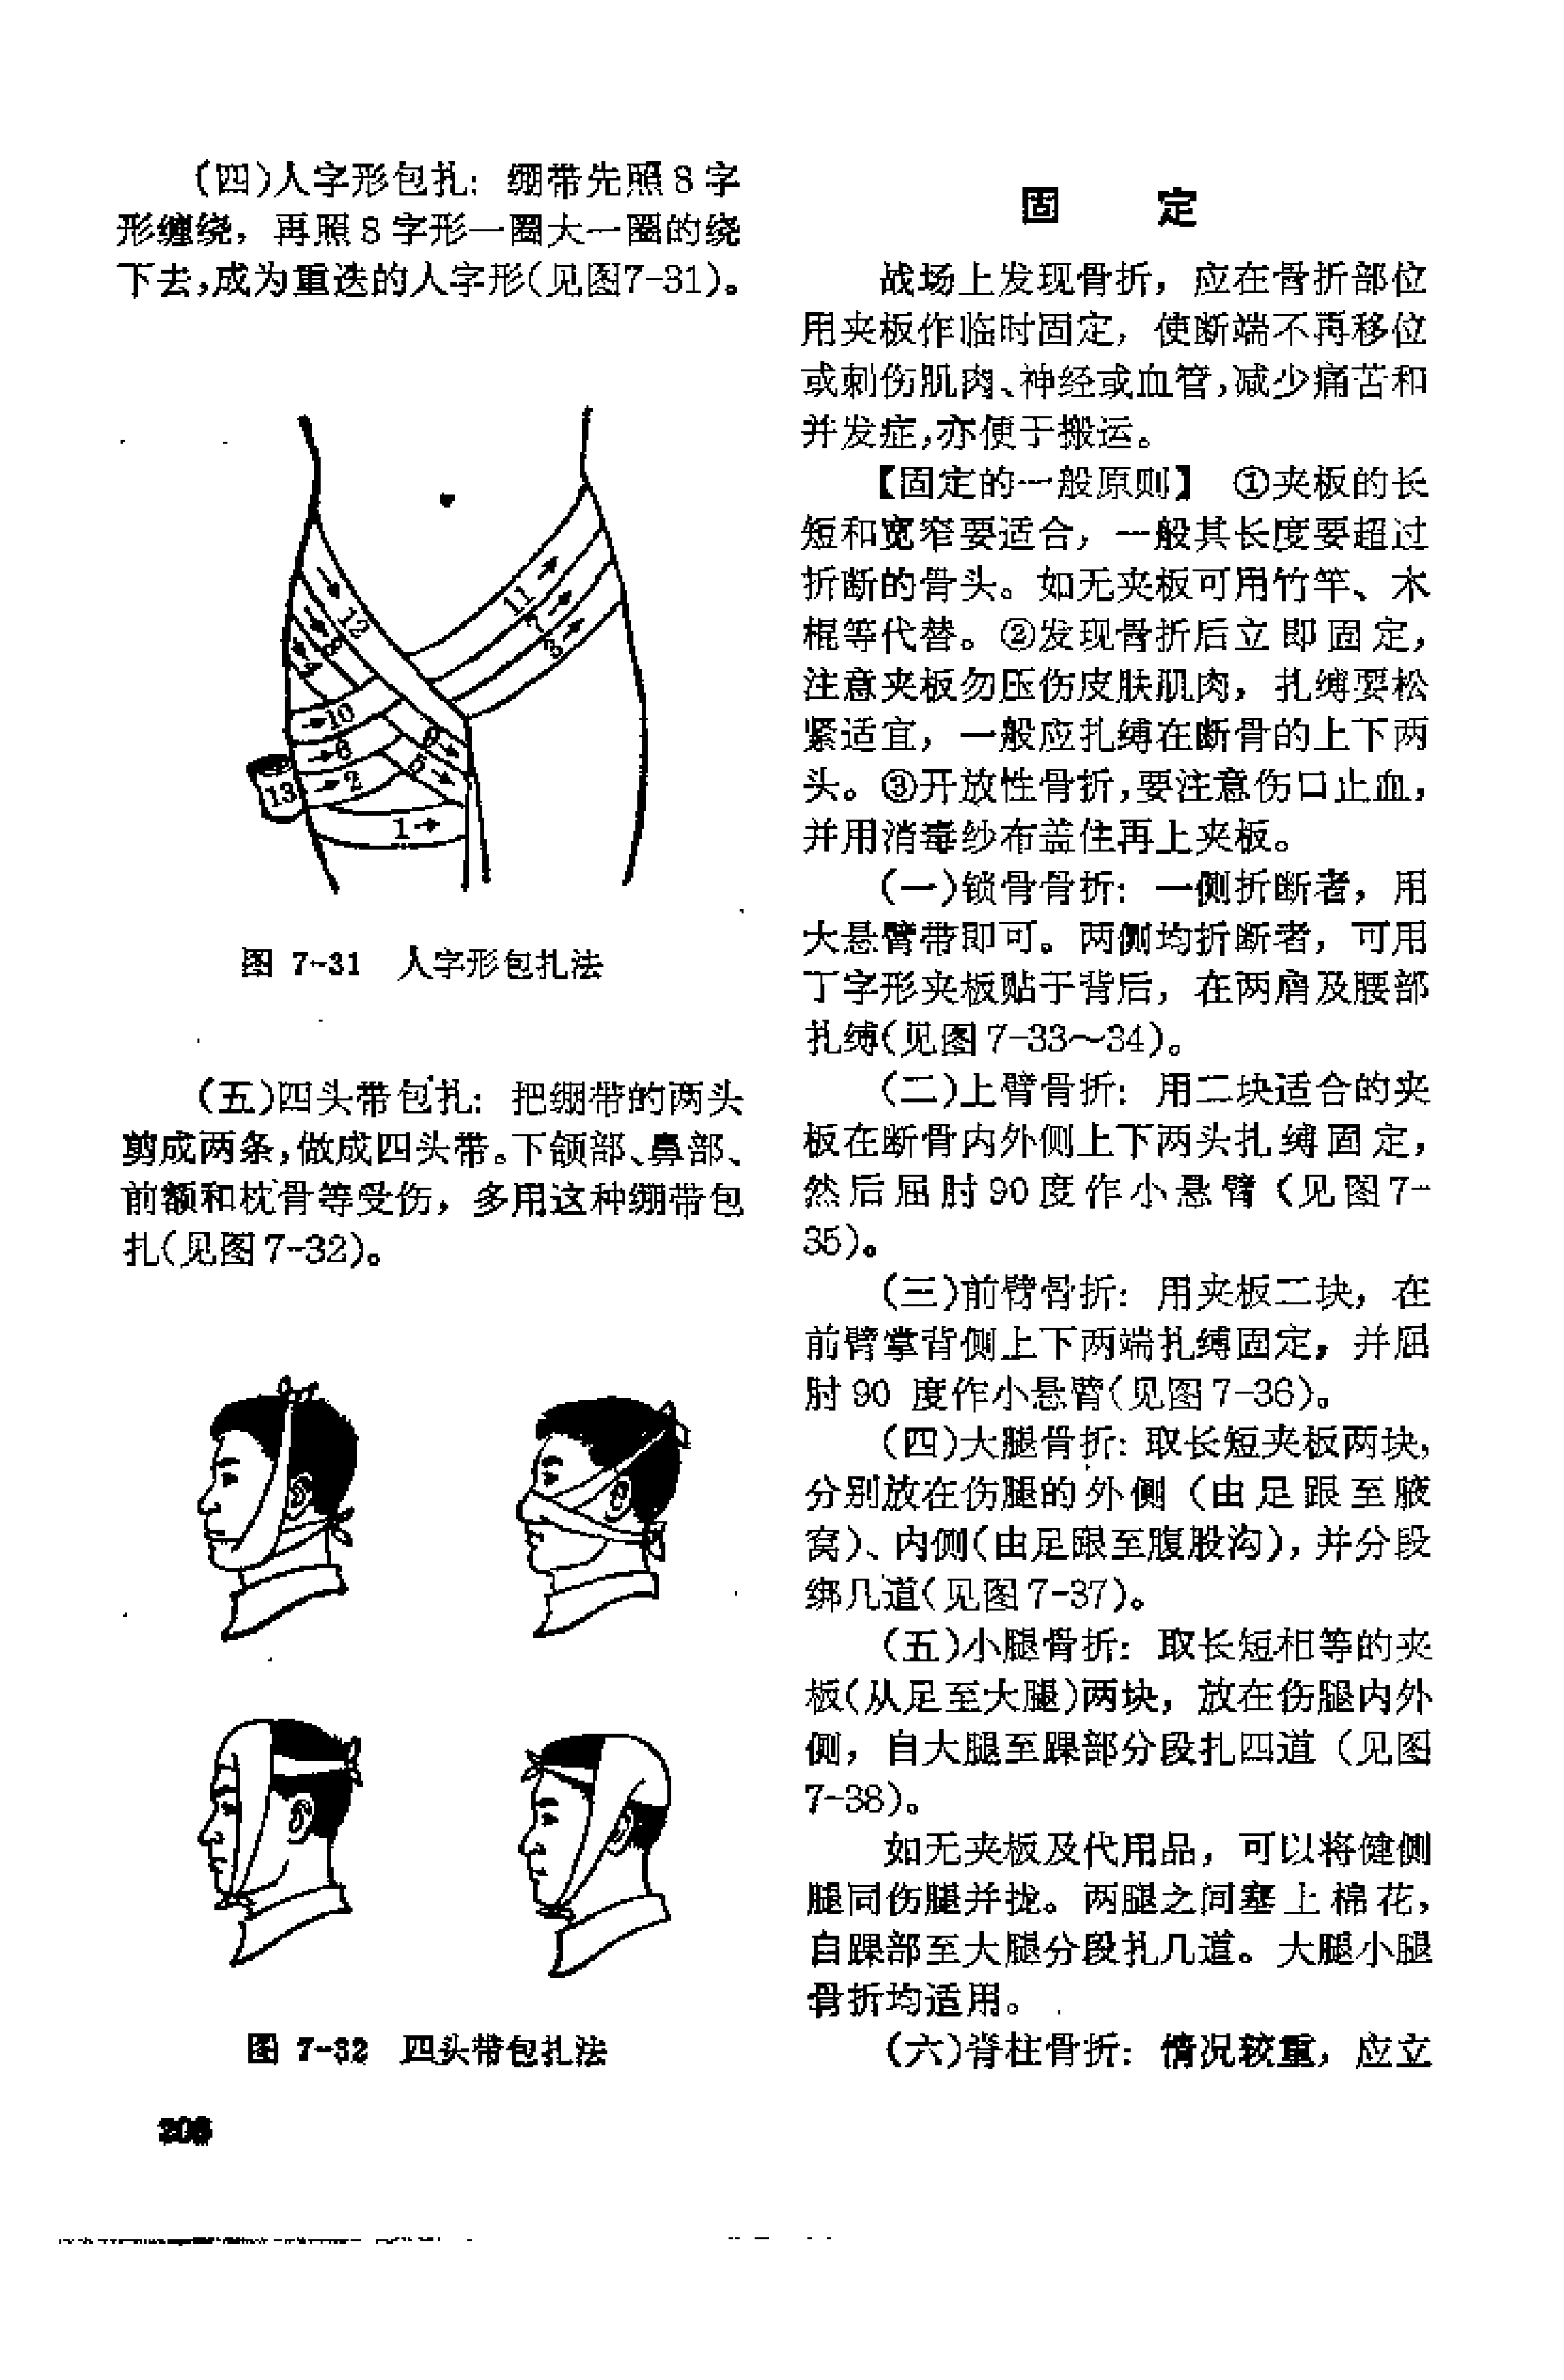 (四)人字形包扎：绷带先照8字
形缠绕，再照8字形一圈大一圈的绕
下去，成为重迭的人字形(见图7-31)。
12
11
7
3
8
4
10
6
2
9
5
13
1
图 7-31 人字形包扎法
(五)四头带包扎：把绷带的两头
剪成两条，做成四头带。下颌部、鼻部、
前额和枕骨等受伤，多用这种绷带包
扎(见图7-32)。
图 7-32 四头带包扎法
固 定
战场上发现骨折，应在骨折部位
用夹板作临时固定，使断端不再移位
或刺伤肌肉、神经或血管，减少痛苦和
并发症，亦便于搬运。
【固定的一般原则】 ①夹板的长
短和宽窄要适合，一般其长度要超过
折断的骨头。如无夹板可用竹竿、木
棍等代替。②发现骨折后立即固定，
注意夹板勿压伤皮肤肌肉，扎缚要松
紧适宜，一般应扎缚在断骨的上下两
头。③开放性骨折，要注意伤口止血，
并用消毒纱布盖住再上夹板。
(一)锁骨骨折：一侧折断者，用
大悬臂带即可。两侧均折断者，可用
丁字形夹板贴于背后，在两肩及腰部
扎缚(见图7-33～34)。
(二)上臂骨折：用二块适合的夹
板在断骨内外侧上下两头扎缚固定，
然后屈肘90度作小悬臂(见图7-
35)。
(三)前臂骨折：用夹板二块，在
前臂掌背侧上下两端扎缚固定，并屈
肘90度作小悬臂(见图7-36)。
(四)大腿骨折：取长短夹板两块，
分别放在伤腿的外侧(由足跟至腋
窝)、内侧(由足跟至腹股沟)，并分段
绑几道(见图7-37)。
(五)小腿骨折：取长短相等的夹
板(从足至大腿)两块，放在伤腿内外
侧，自大腿至踝部分段扎四道(见图
7-38)。
如无夹板及代用品，可以将健侧
腿同伤腿并拢。两腿之间塞上棉花，
自踝部至大腿分段扎几道。大腿小腿
骨折均适用。
(六)脊柱骨折：情况较重，应立